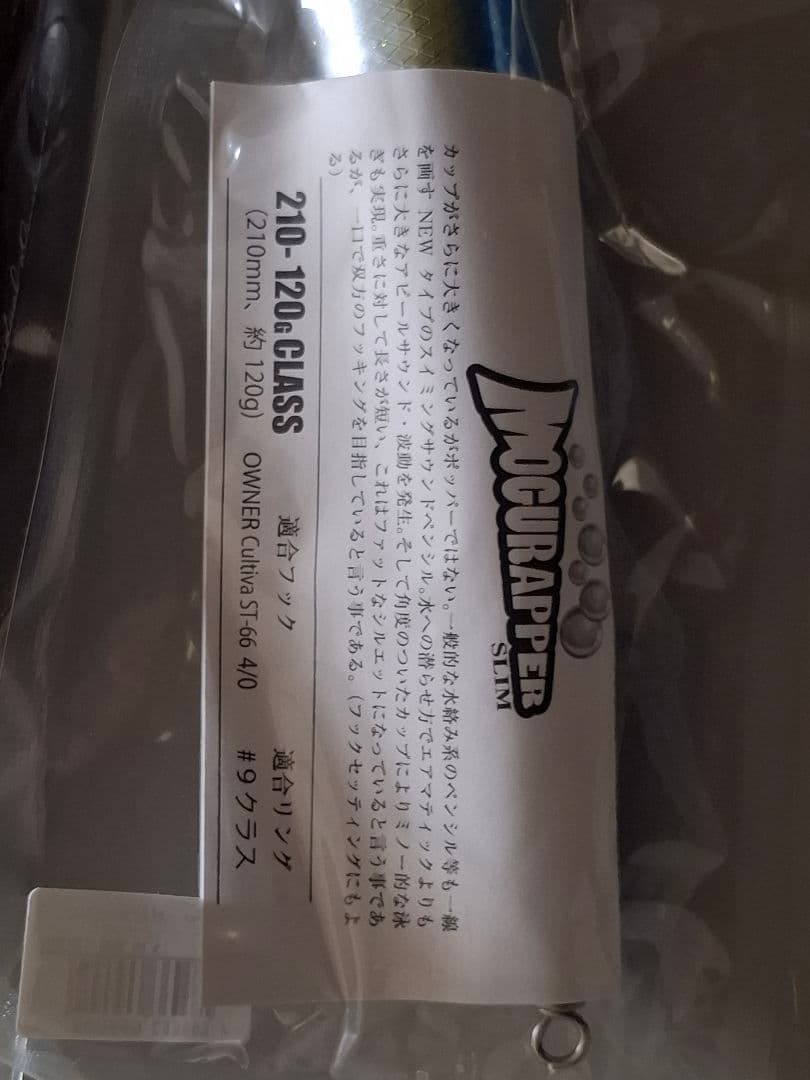 MOCURAPPER
SLIM
カップがさらに大きくなっているがポッパーではない。一般的な水絡み系のペンシル等も一線
を画す NEW タイプのスイミングサウンドペンシル。水への潜らせ方でエアマティックよりも
さらに大きなアピールサウンド・波動を発生。そして角度のついたカップによりミノー的な泳
ぎも実現。重さに対して長さが短い、これはファットなシルエットになっていると言う事であ
るが、一口で双方のフッキングを目指していると言う事である。(フックセッティングにもよ
る)
210-120G CLASS 適合フック 適合リング
(210mm、約 120g) OWNER Cultiva ST-66 4/0 #9クラス